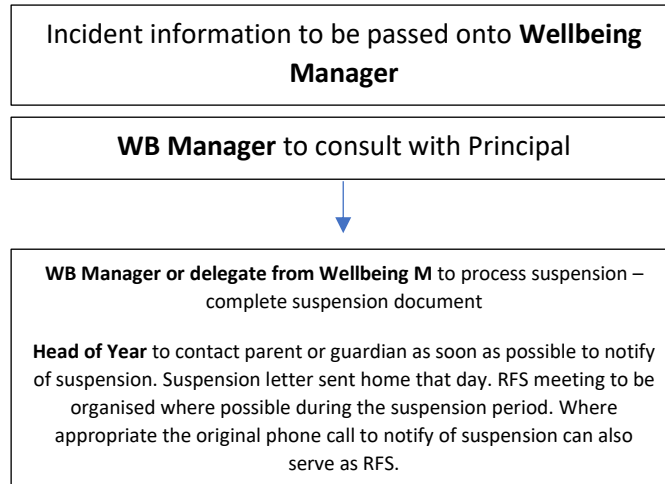 Incident information to be passed onto Wellbeing
Manager
WB Manager to consult with Principal
WB Manager or delegate from Wellbeing M to process suspension –
complete suspension document
Head of Year to contact parent or guardian as soon as possible to notify
of suspension. Suspension letter sent home that day. RFS meeting to be
organised where possible during the suspension period. Where
appropriate the original phone call to notify of suspension can also
serve as RFS.